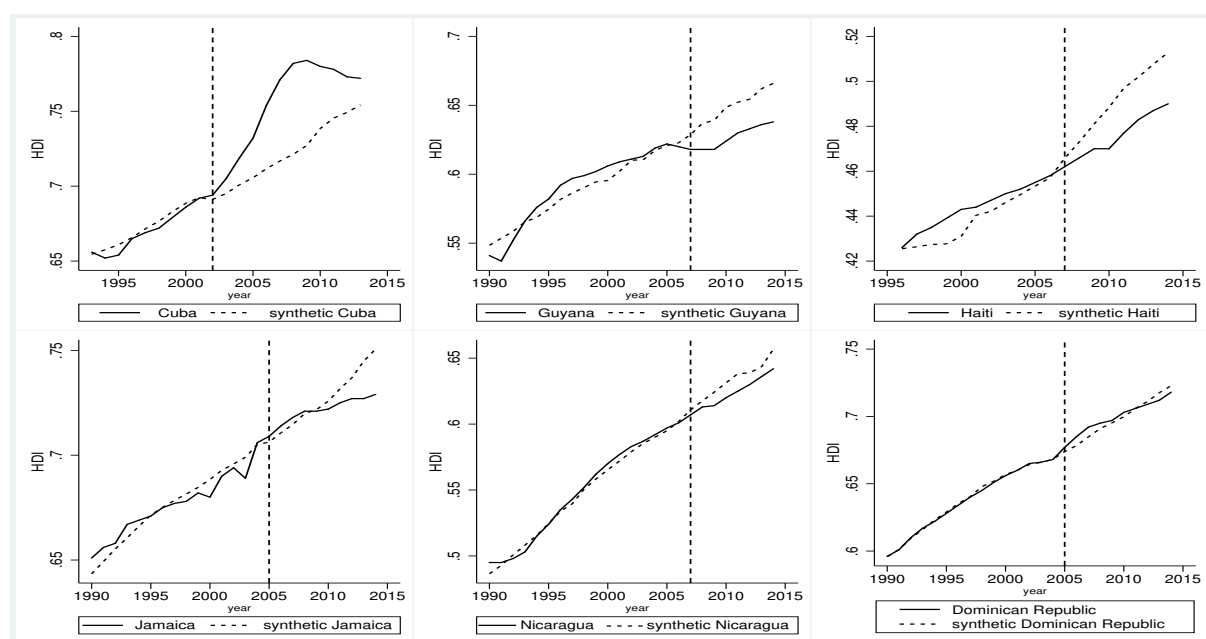 .8
.75
.7
.65
HDI
1995 2000 2005 2010 2015
year
Cuba synthetic Cuba
.7
.65
.6
.55
HDI
1990 1995 2000 2005 2010 2015
year
Guyana synthetic Guyana
.52
.5
.48
.46
.44
.42
HDI
1995 2000 2005 2010 2015
year
Haiti synthetic Haiti
.75
.7
.65
HDI
1990 1995 2000 2005 2010 2015
year
Jamaica synthetic Jamaica
.65
.6
.55
.5
HDI
1990 1995 2000 2005 2010 2015
year
Nicaragua synthetic Nicaragua
.75
.7
.65
.6
HDI
1990 1995 2000 2005 2010 2015
year
Dominican Republic
synthetic Dominican Republic